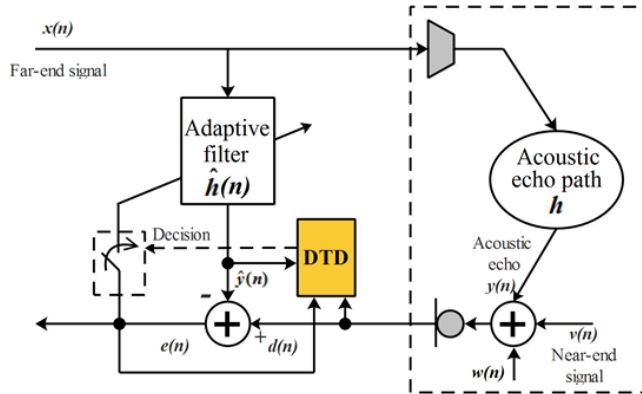 x(n)
Far-end signal
Adaptive
filter
ĥ(n)
Acoustic
echo path
h
Decision
DTD
Acoustic
echo
y(n)
ŷ(n)
-
+
+
e(n)
+
d(n)
v(n)
Near-end
signal
w(n)